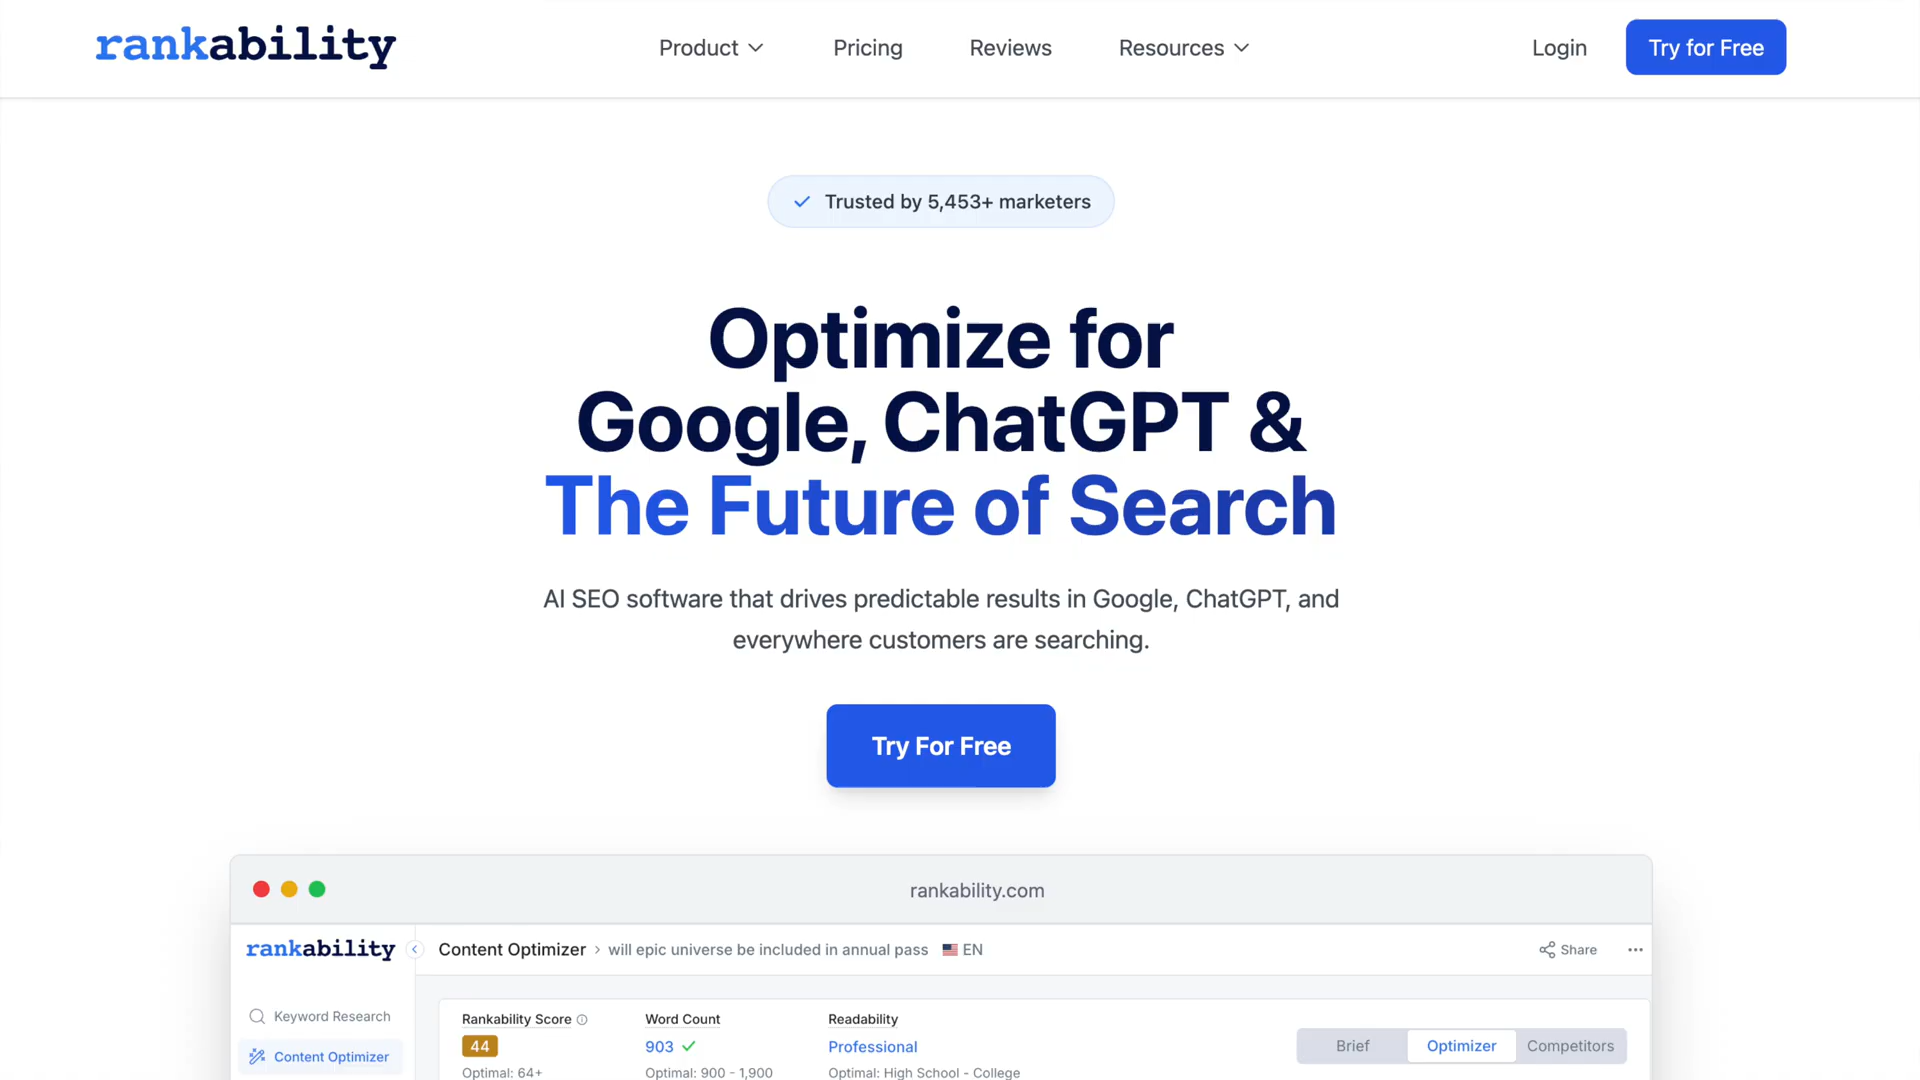 rankability
Product
Pricing
Reviews
Resources
Login
Try for Free
Trusted by 5,453+ marketers
Optimize for
Google, ChatGPT &
The Future of Search
AI SEO software that drives predictable results in Google, ChatGPT, and
everywhere customers are searching.
Try For Free
rankability.com
rankability
Content Optimizer > will epic universe be included in annual pass EN
Share
Keyword Research
Content Optimizer
Rankability Score
44
Optimal: 64+
Word Count
903
Optimal: 900 - 1,900
Readability
Professional
Optimal: High School - College
Brief
Optimizer
Competitors